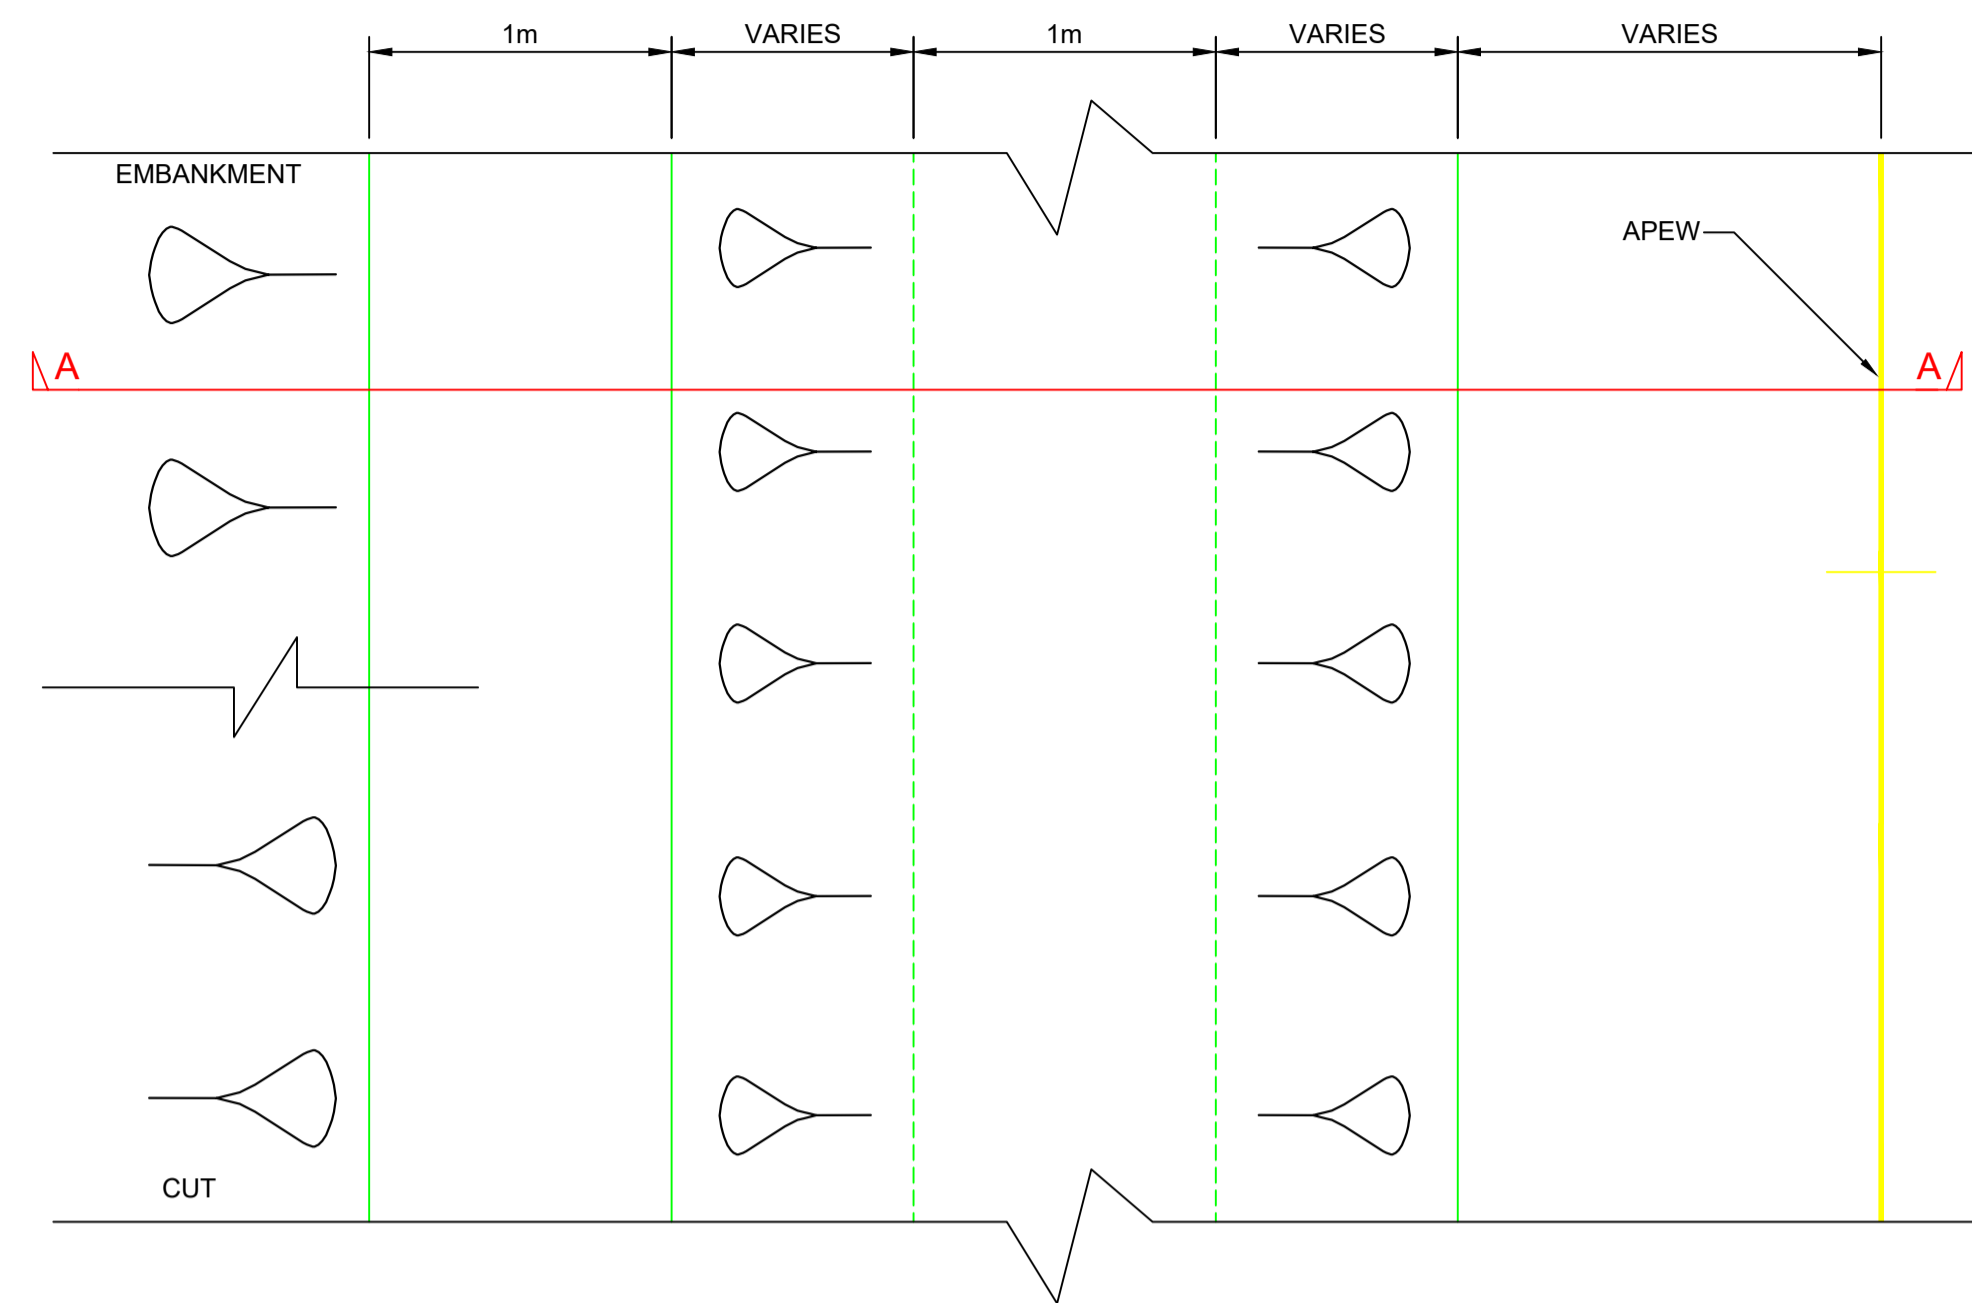 1m VARIES 1m VARIES VARIES
EMBANKMENT
APEW
A A
CUT